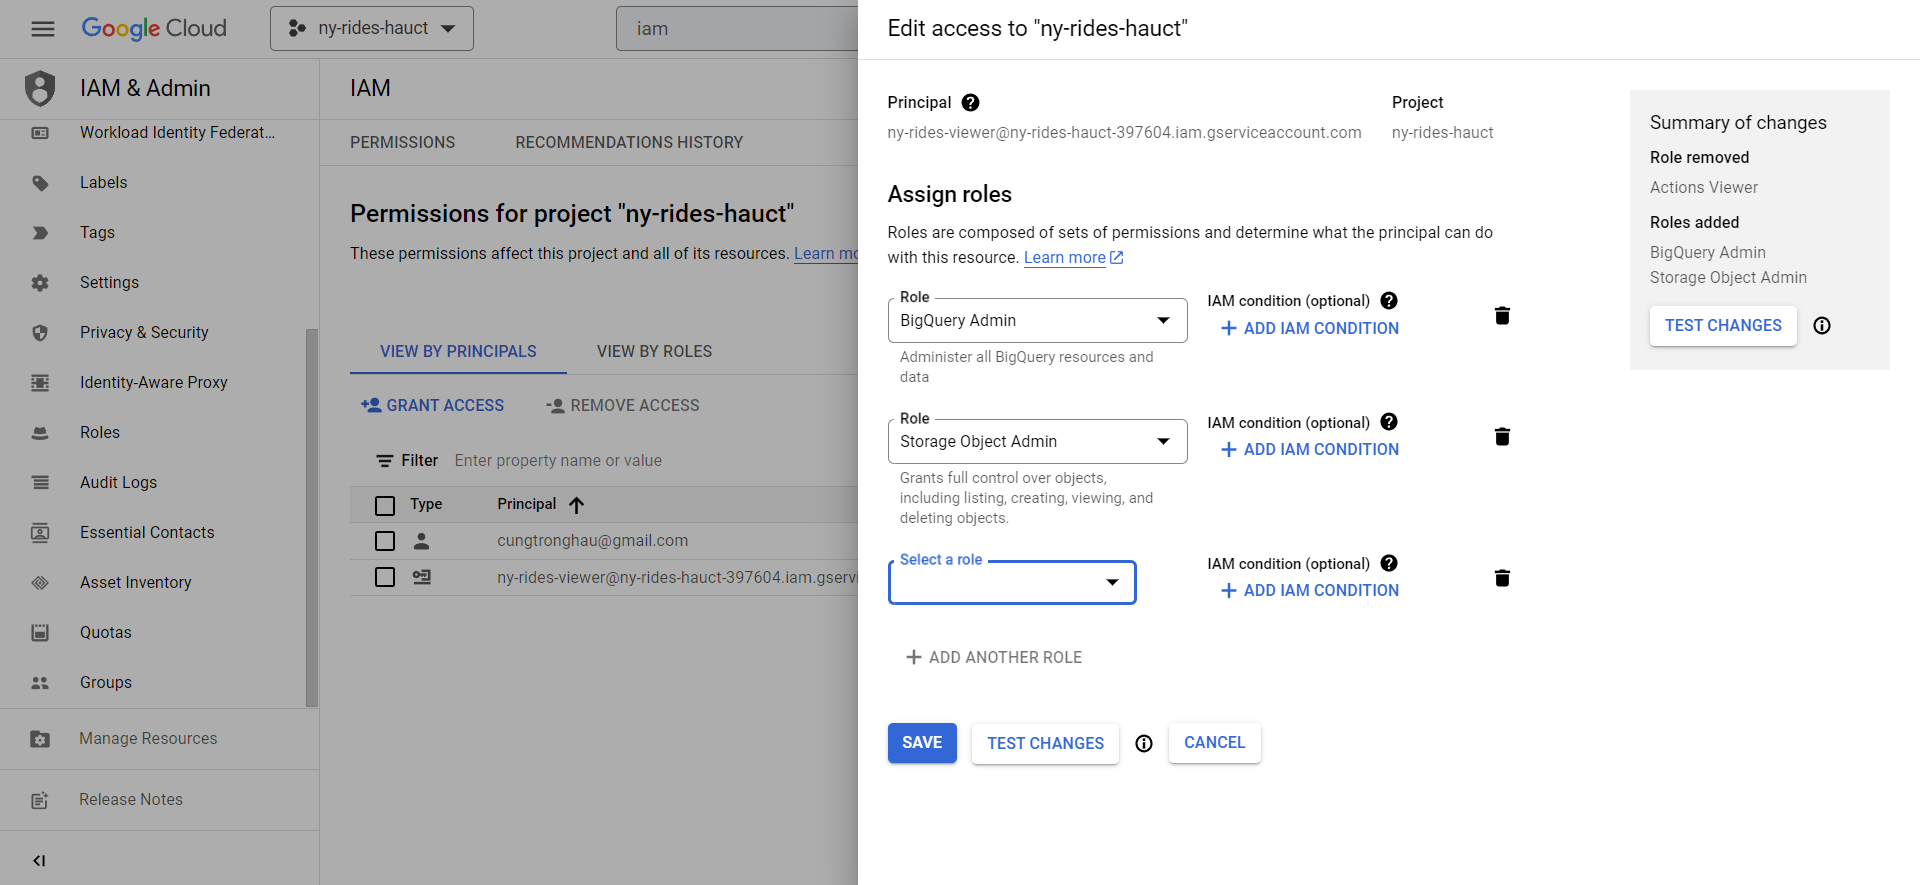 Google Cloud
ny-rides-hauct
iam
IAM & Admin
Workload Identity Federat...
Labels
Tags
Settings
Privacy & Security
Identity-Aware Proxy
Roles
Audit Logs
Essential Contacts
Asset Inventory
Quotas
Groups
Manage Resources
Release Notes
IAM
PERMISSIONS
RECOMMENDATIONS HISTORY
Permissions for project "ny-rides-hauct"
These permissions affect this project and all of its resources. Learn mo
VIEW BY PRINCIPALS
VIEW BY ROLES
GRANT ACCESS
REMOVE ACCESS
Filter Enter property name or value
Type Principal
cungtronghau@gmail.com
ny-rides-viewer@ny-rides-hauct-397604.iam.gservi
Edit access to "ny-rides-hauct"
Principal
ny-rides-viewer@ny-rides-hauct-397604.iam.gserviceaccount.com
Project
ny-rides-hauct
Assign roles
Roles are composed of sets of permissions and determine what the principal can do
with this resource. Learn more
Role
BigQuery Admin
Administer all BigQuery resources and
data
IAM condition (optional)
ADD IAM CONDITION
Role
Storage Object Admin
Grants full control over objects,
including listing, creating, viewing, and
deleting objects.
IAM condition (optional)
ADD IAM CONDITION
Select a role
IAM condition (optional)
ADD IAM CONDITION
ADD ANOTHER ROLE
SAVE
TEST CHANGES
CANCEL
Summary of changes
Role removed
Actions Viewer
Roles added
BigQuery Admin
Storage Object Admin
TEST CHANGES